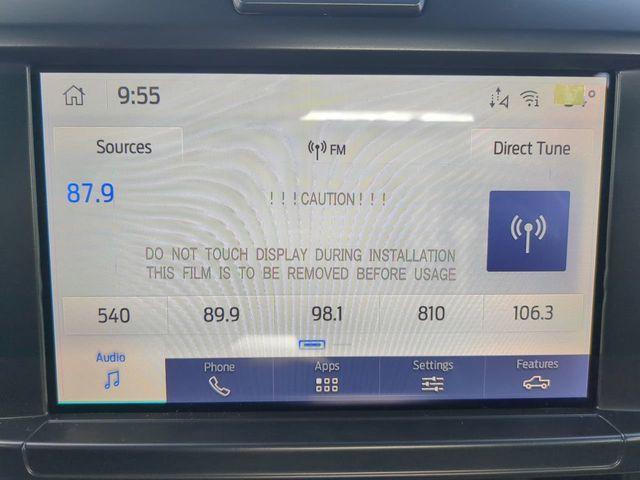 9:55
Sources
FM
Direct Tune
87.9
! ! ! CAUTION ! ! !
DO NOT TOUCH DISPLAY DURING INSTALLATION
THIS FILM IS TO BE REMOVED BEFORE USAGE
540 89.9 98.1 810 106.3
Audio Phone Apps Settings Features